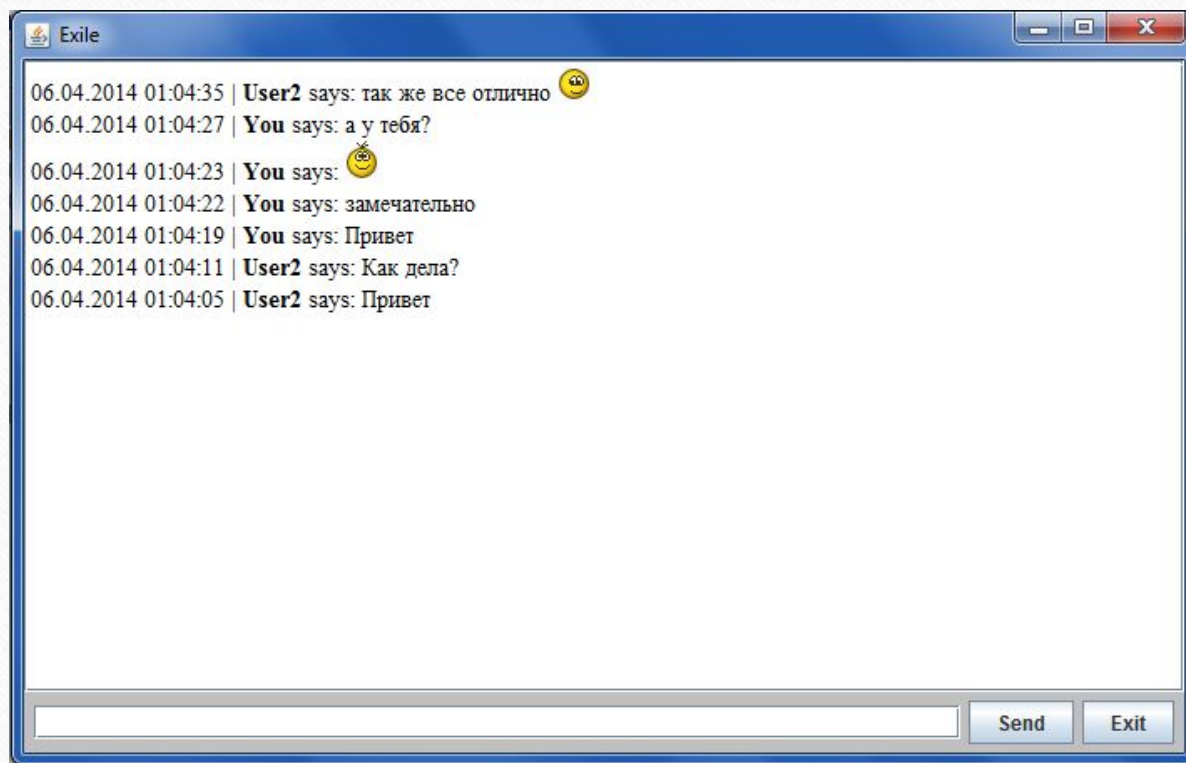 Exile
06.04.2014 01:04:35 | User2 says: так же все отлично
06.04.2014 01:04:27 | You says: а у тебя?
06.04.2014 01:04:23 | You says:
06.04.2014 01:04:22 | You says: замечательно
06.04.2014 01:04:19 | You says: Привет
06.04.2014 01:04:11 | User2 says: Как дела?
06.04.2014 01:04:05 | User2 says: Привет
Send Exit